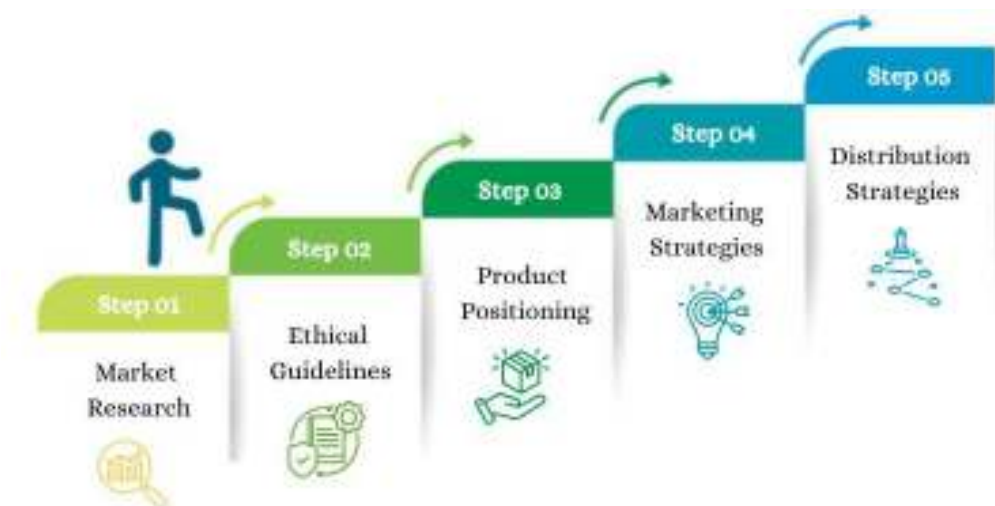 Step 01
Market
Research
Step 02
Ethical
Guidelines
Step 03
Product
Positioning
Step 04
Marketing
Strategies
Step 05
Distribution
Strategies